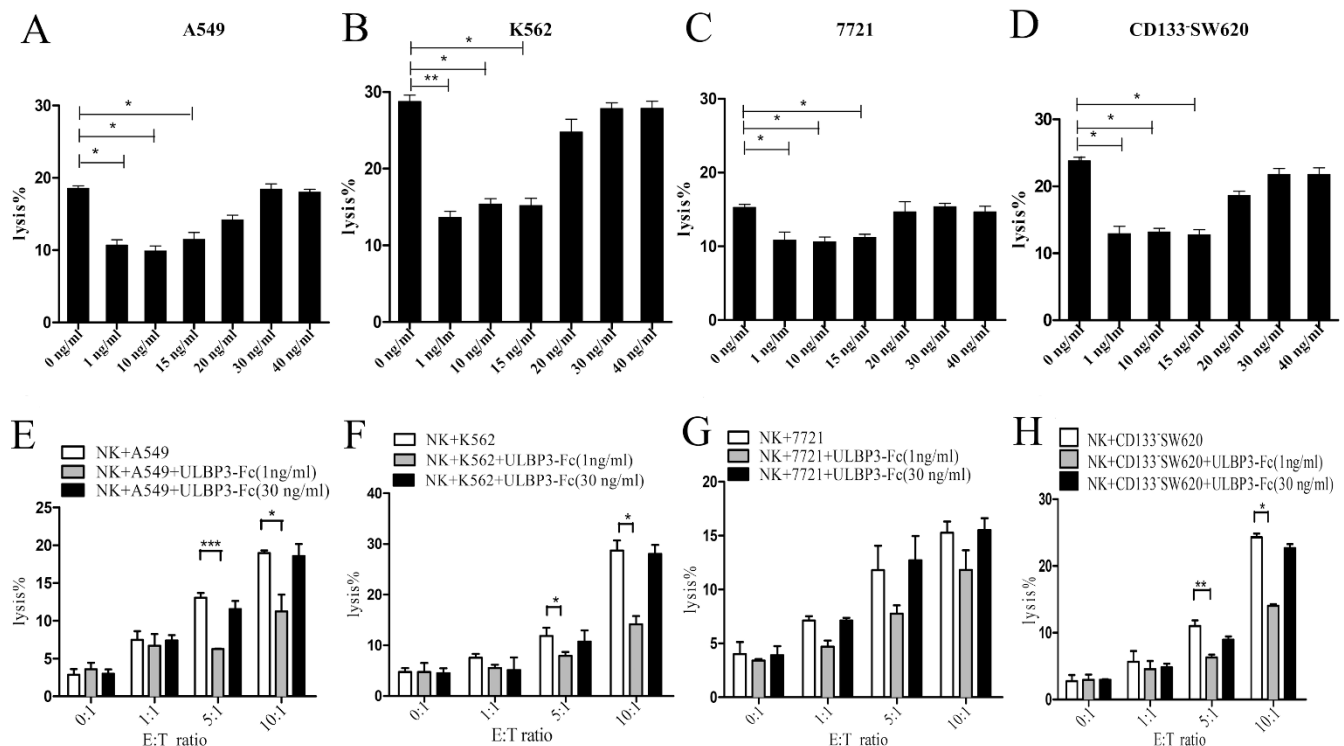 A
A549
*
*
*
lysis%
30
20
10
0
0 ng/ml
1 ng/ml
10 ng/ml
15 ng/ml
20 ng/ml
30 ng/ml
40 ng/ml
B
K562
*
*
**
lysis%
30
20
10
0
0 ng/ml
1 ng/lm
10 ng/ml
15 ng/ml
20 ng/ml
30 ng/ml
40 ng/ml
C
7721
*
*
*
lysis%
30
20
10
0
0 ng/ml
1 ng/lm
10 ng/ml
15 ng/ml
20 ng/ml
30 ng/ml
40 ng/ml
D
CD133-SW620
*
*
*
lysis%
30
20
10
0
0 ng/ml
1 ng/lm
10 ng/ml
15 ng/ml
20 ng/ml
30 ng/ml
40 ng/ml
E
NK+A549
NK+A549+ULBP3-Fc(1ng/ml)
NK+A549+ULBP3-Fc(30 ng/ml)
***
*
lysis%
25
20
15
10
5
0
0:1
1:1
5:1
10:1
E:T ratio
F
NK+K562
NK+K562+ULBP3-Fc(1ng/ml)
NK+K562+ULBP3-Fc(30 ng/ml)
*
*
lysis%
40
30
20
10
0
0:1
1:1
5:1
10:1
E:T ratio
G
NK+7721
NK+7721+ULBP3-Fc(1ng/ml)
NK+7721+ULBP3-Fc(30 ng/ml)
lysis%
20
15
10
5
0
0:1
1:1
5:1
10:1
E:T ratio
H
NK+CD133-SW620
NK+CD133-SW620+ULBP3-Fc(1ng/ml)
NK+CD133-SW620+ULBP3-Fc(30 ng/ml)
**
*
lysis%
30
20
10
0
0:1
1:1
5:1
10:1
E:T ratio